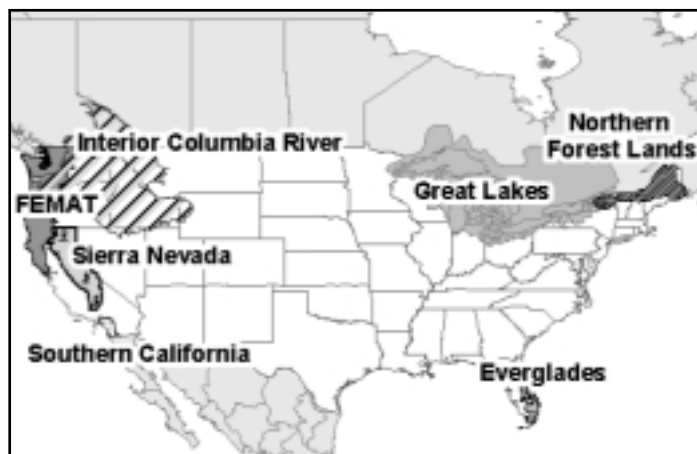 Northern
Forest Lands
Interior Columbia River
Great Lakes
FEMAT
Sierra Nevada
Southern California
Everglades